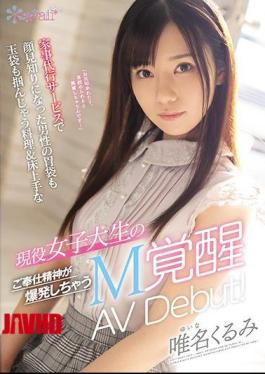 kawaii*
家事代行サービスで
顔見知りになった男性の胃袋も
玉袋も掴んじゃう料理&床上手な
現役女子大生の
ご奉仕精神が
爆発しちゃう
M覚醒
AV Debut!
ゆいな
唯名くるみ
JAVHD